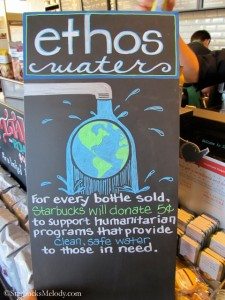 ethos
water
For every bottle sold,
Starbucks will donate 5¢
to support humanitarian
programs that provide
clean, safe water
to those in need.
©StarbucksMelody.com